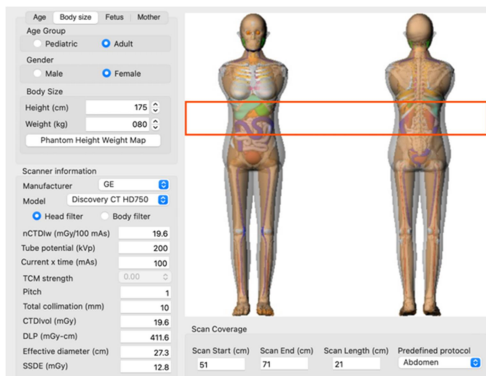 Age Body size Fetus Mother
Age Group
Pediatric Adult
Gender
Male Female
Body Size
Height (cm) 175
Weight (kg) 080
Phantom Height Weight Map
Scanner information
Manufacturer GE
Model Discovery CT HD750
Head filter Body filter
nCTDIw (mGy/100 mAs) 19.6
Tube potential (kVp) 200
Current x time (mAs) 100
TCM strength 0.00
Pitch 1
Total collimation (mm) 10
CTDIvol (mGy) 19.6
DLP (mGy-cm) 411.6
Effective diameter (cm) 27.3
SSDE (mGy) 12.8
Scan Coverage
Scan Start (cm) Scan End (cm) Scan Length (cm) Predefined protocol
51 71 21 Abdomen